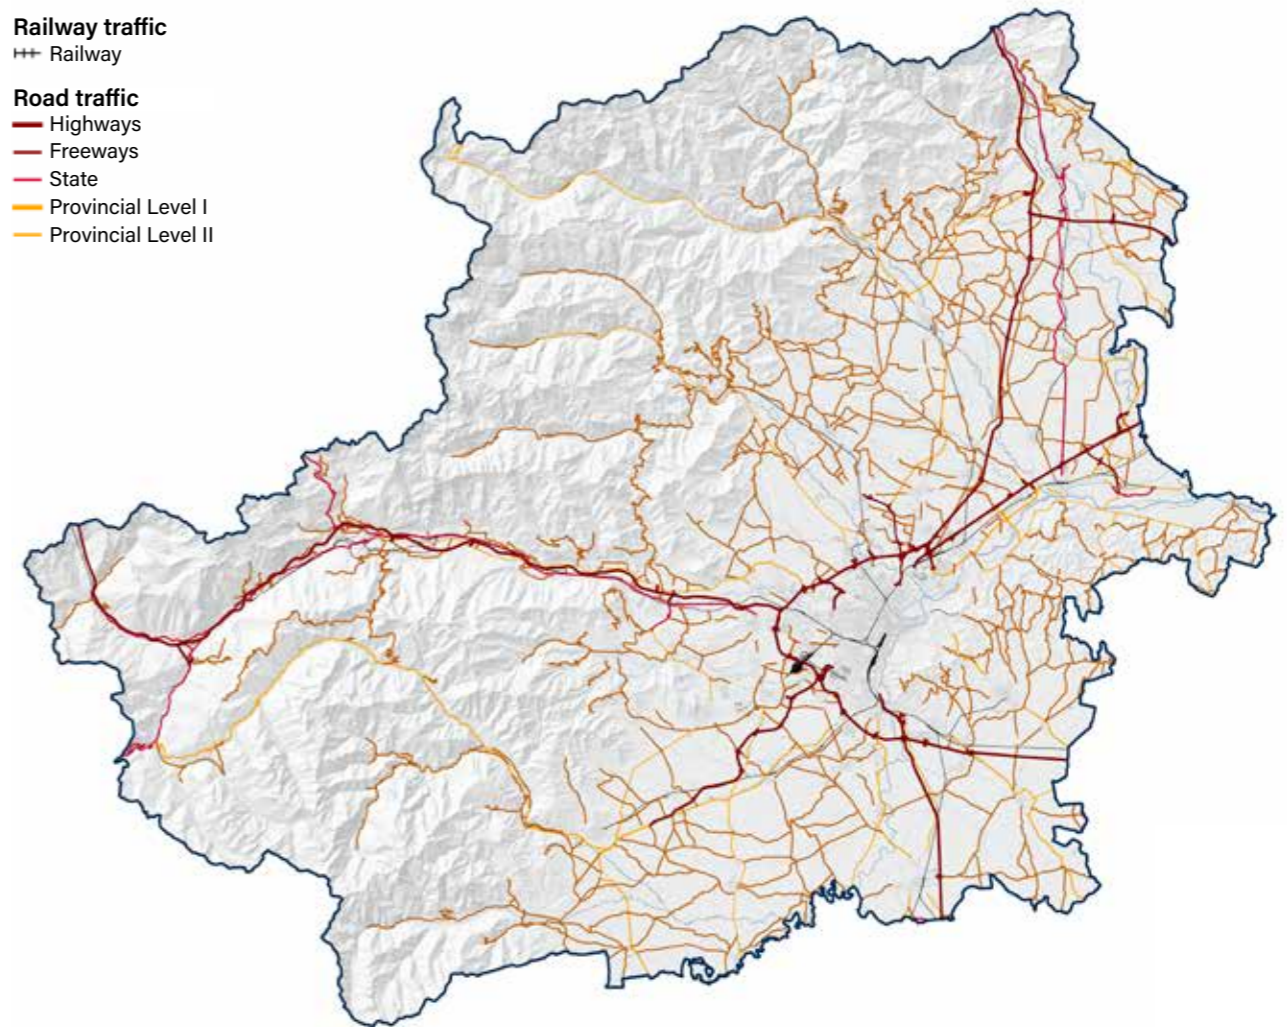 Railway traffic
Railway
Road traffic
Highways
Freeways
State
Provincial Level I
Provincial Level II